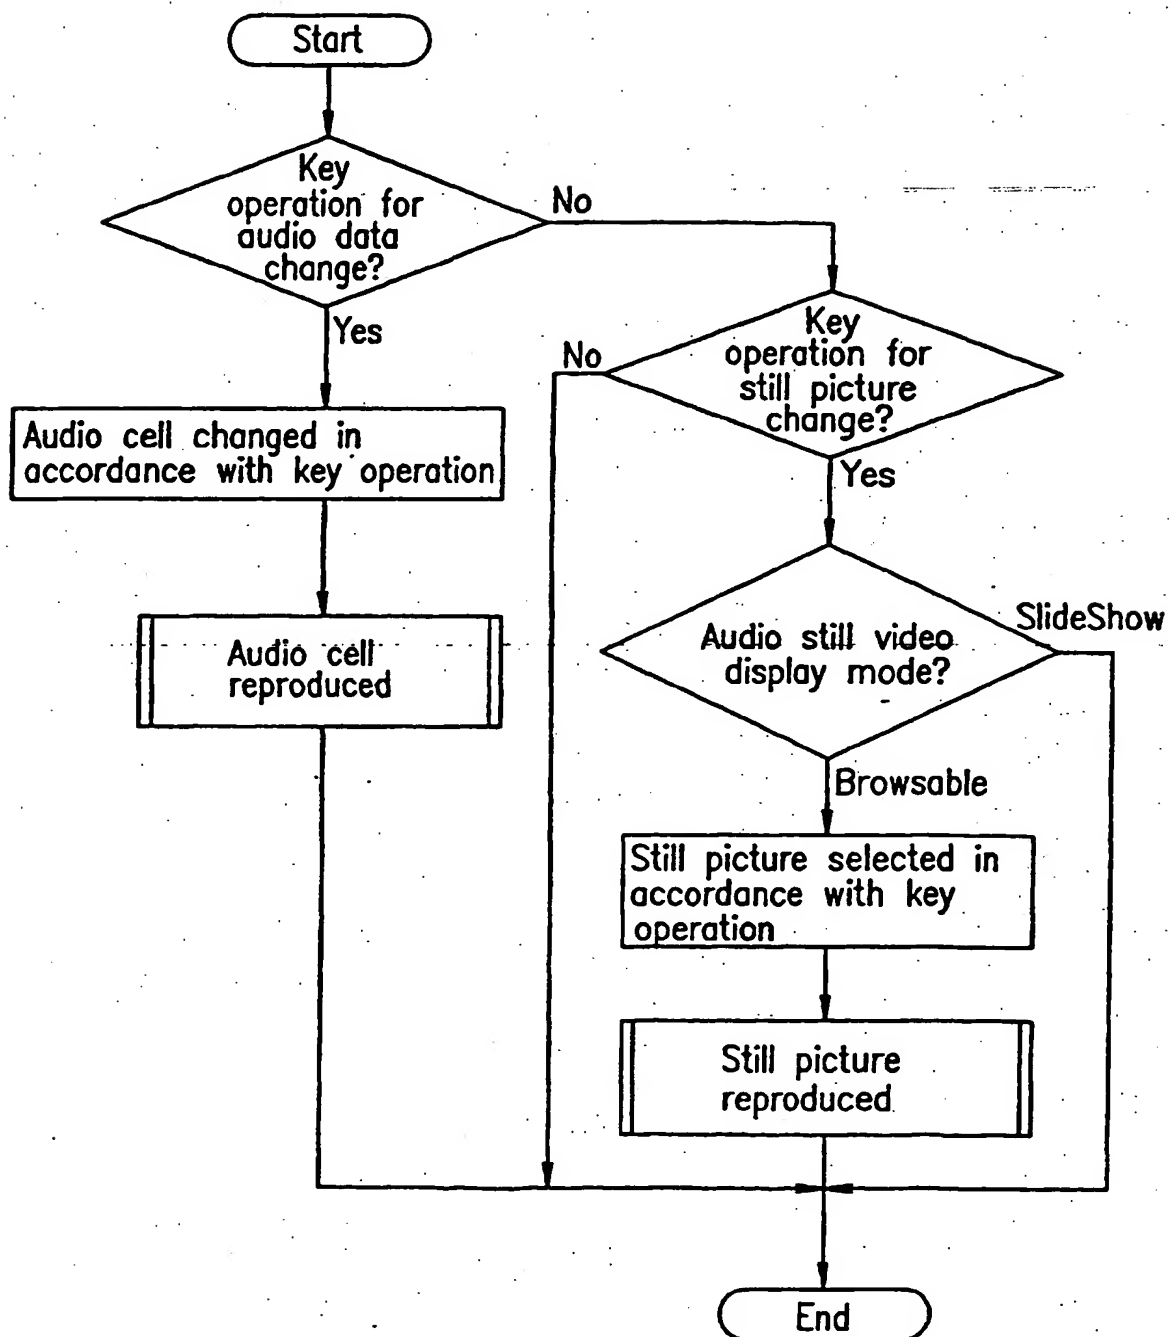 Start
Key
operation for
audio data
change?
No
Yes
Key
operation for
still picture
change?
No
Yes
Audio cell changed in
accordance with key operation
Audio cell
reproduced
Audio still video
display mode?
SlideShow
Browsable
Still picture selected in
accordance with key
operation
Still picture
reproduced
End